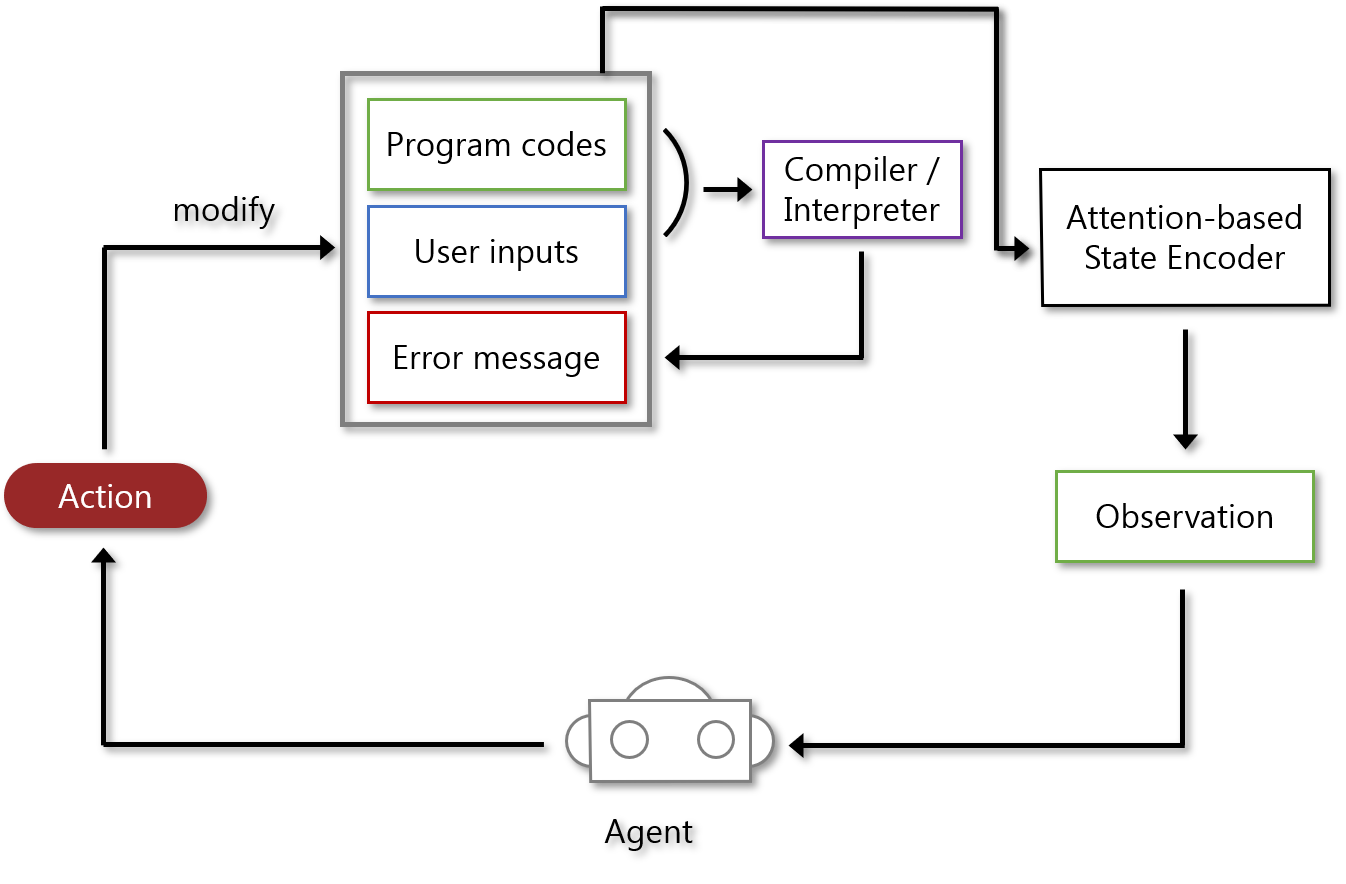 Program codes
User inputs
Error message
modify
Compiler /
Interpreter
Attention-based
State Encoder
Action
Observation
Agent